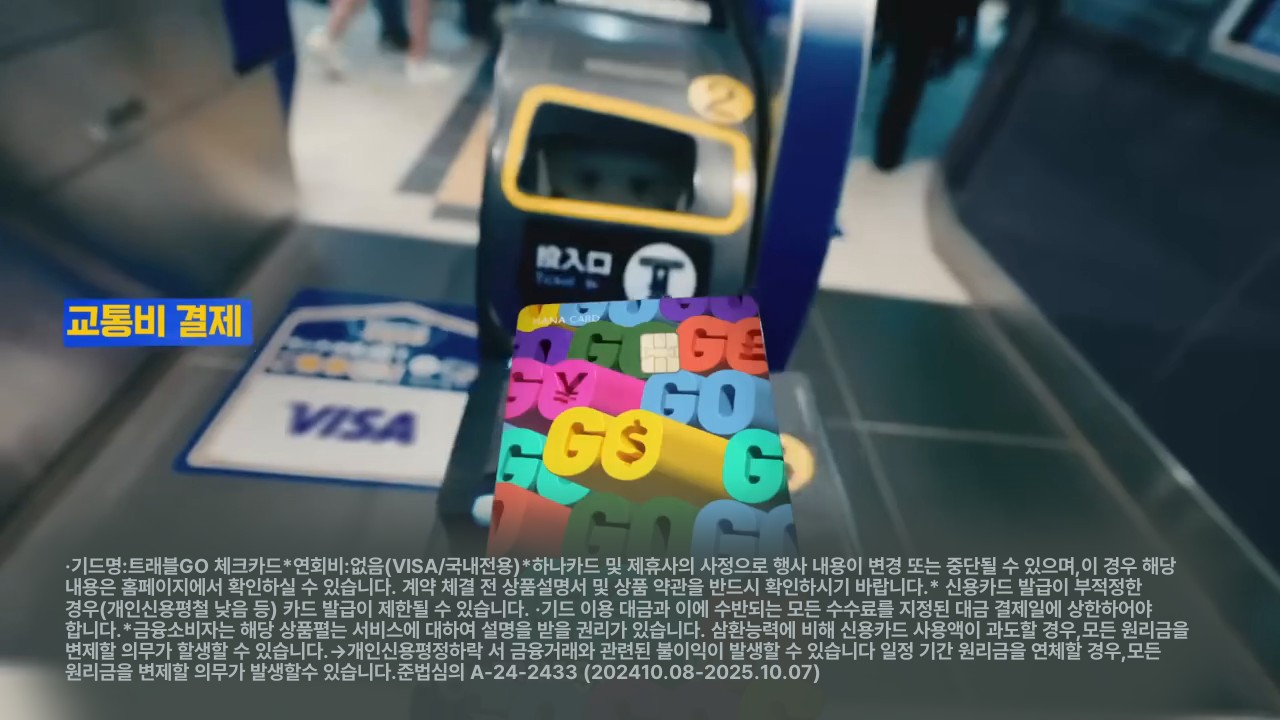 2
投入口
Ticket In
HANA CARD
GO GO GO
GO GO G£
G¥ GO
G$ G
GO
GO GO
교통비 결제
VISA
·기드명:트래블GO 체크카드*연회비:없음(VISA/국내전용)*하나카드 및 제휴사의 사정으로 행사 내용이 변경 또는 중단될 수 있으며,이 경우 해당
내용은 홈페이지에서 확인하실 수 있습니다. 계약 체결 전 상품설명서 및 상품 약관을 반드시 확인하시기 바랍니다.* 신용카드 발급이 부적정한
경우(개인신용평철 낮음 등) 카드 발급이 제한될 수 있습니다. ·기드 이용 대금과 이에 수반되는 모든 수수료를 지정된 대금 결제일에 상한하어야
합니다.*금융소비자는 해당 상품펼는 서비스에 대하여 설명을 받을 권리가 있습니다. 삼환능력에 비해 신용카드 사용액이 과도할 경우,모든 원리금을
변제할 의무가 할생할 수 있습니다.→개인신용평정하락 서 금융거래와 관련된 불이익이 발생할 수 있습니다 일정 기간 원리금을 연체할 경우,모든
원리금을 변제할 의무가 발생할수 있습니다.준법심의 A-24-2433 (202410.08-2025.10.07)